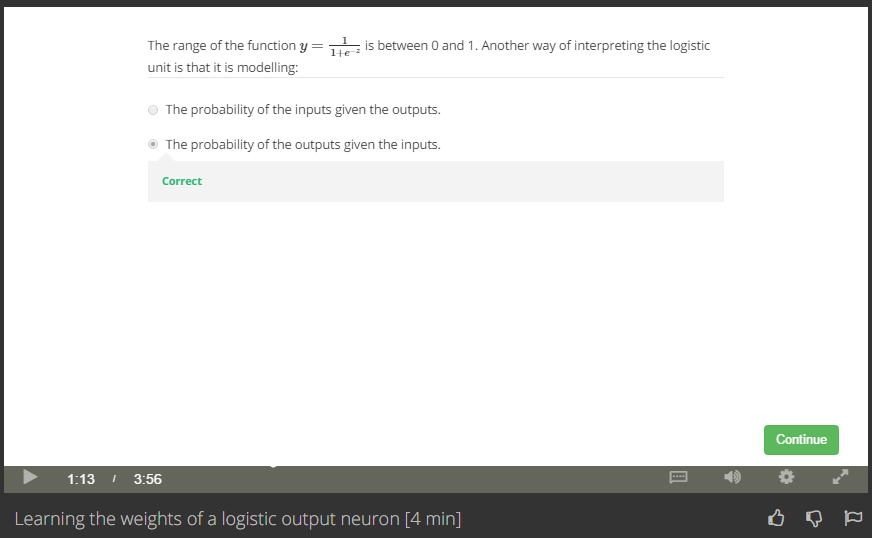 The range of the function y = 1/(1+e^{-z}) is between 0 and 1. Another way of interpreting the logistic
unit is that it is modelling:
The probability of the inputs given the outputs.
The probability of the outputs given the inputs.
Correct
Continue
1:13 / 3:56
Learning the weights of a logistic output neuron [4 min]